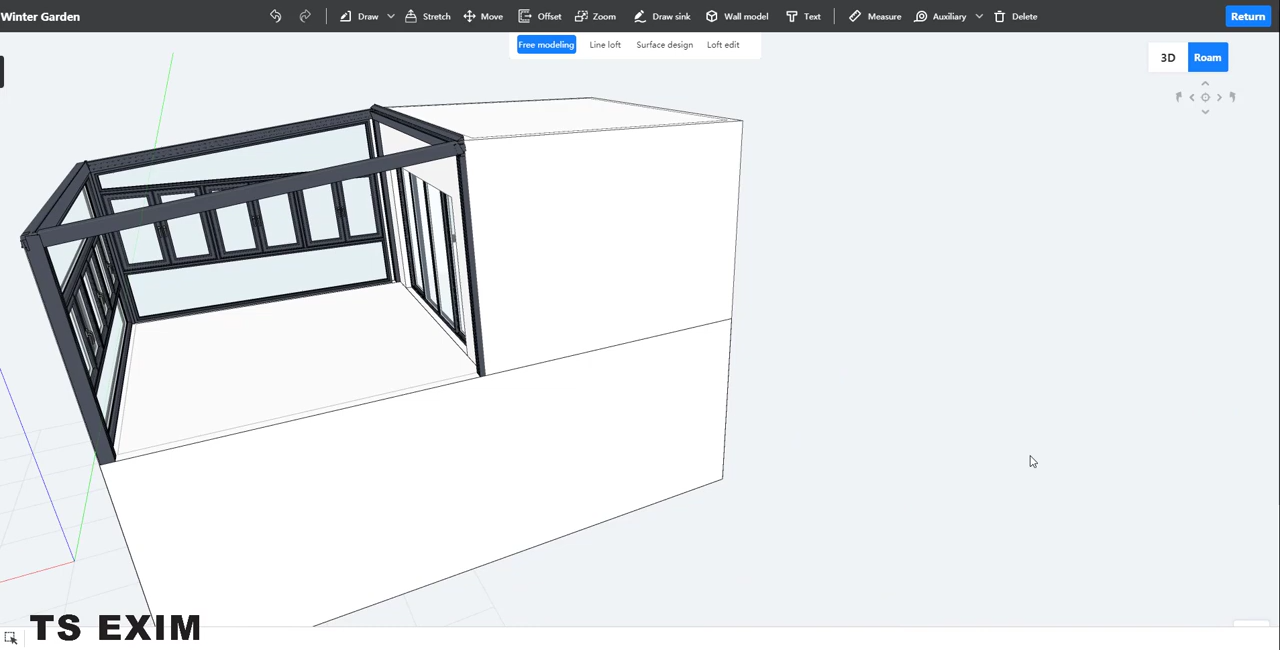 Winter Garden
Draw
Stretch
Move
Offset
Zoom
Draw sink
Wall model
Text
Measure
Auxiliary
Delete
Return
Free modeling
Line loft
Surface design
Loft edit
3D
Roam
TS EXIM